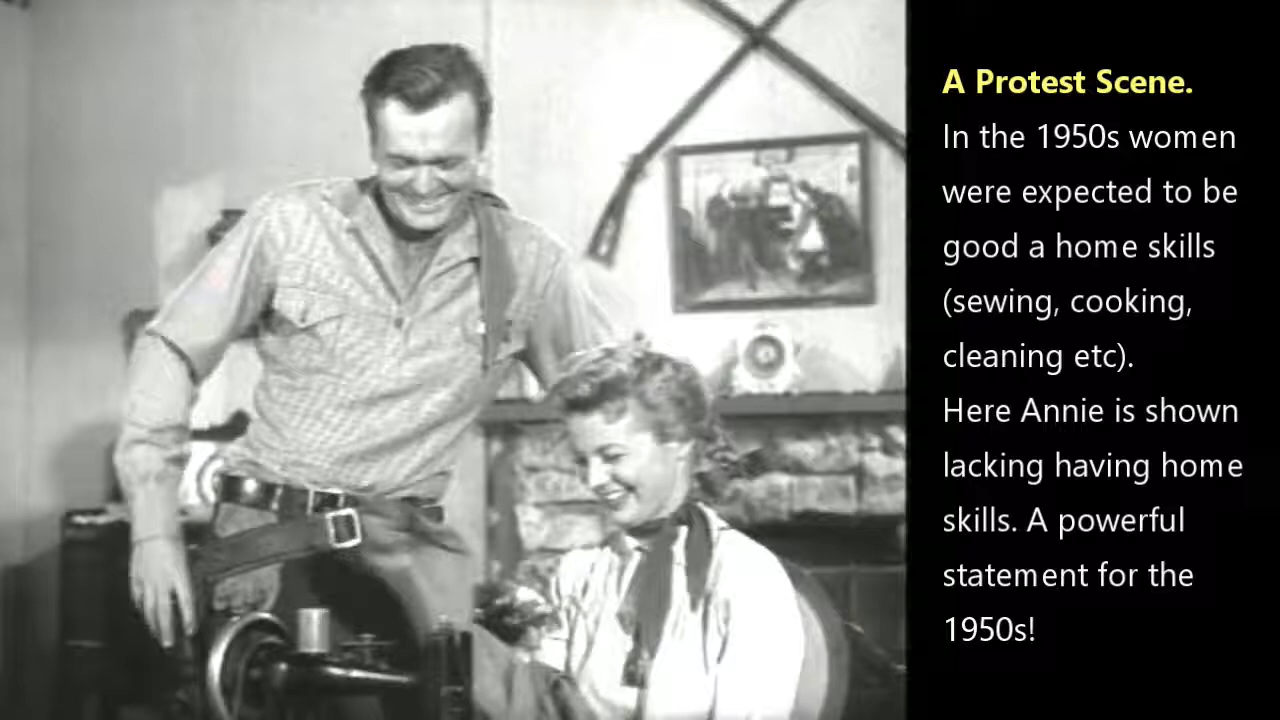 A Protest Scene.
In the 1950s women
were expected to be
good a home skills
(sewing, cooking,
cleaning etc).
Here Annie is shown
lacking having home
skills. A powerful
statement for the
1950s!